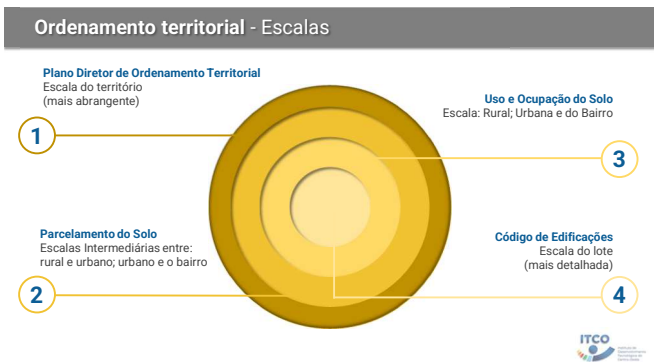 Ordenamento territorial - Escalas
Plano Diretor de Ordenamento Territorial
Escala do território
(mais abrangente)
1
Uso e Ocupação do Solo
Escala: Rural; Urbana e do Bairro
3
Parcelamento do Solo
Escalas Intermediárias entre:
rural e urbano; urbano e o bairro
2
Código de Edificações
Escala do lote
(mais detalhada)
4
ITCO